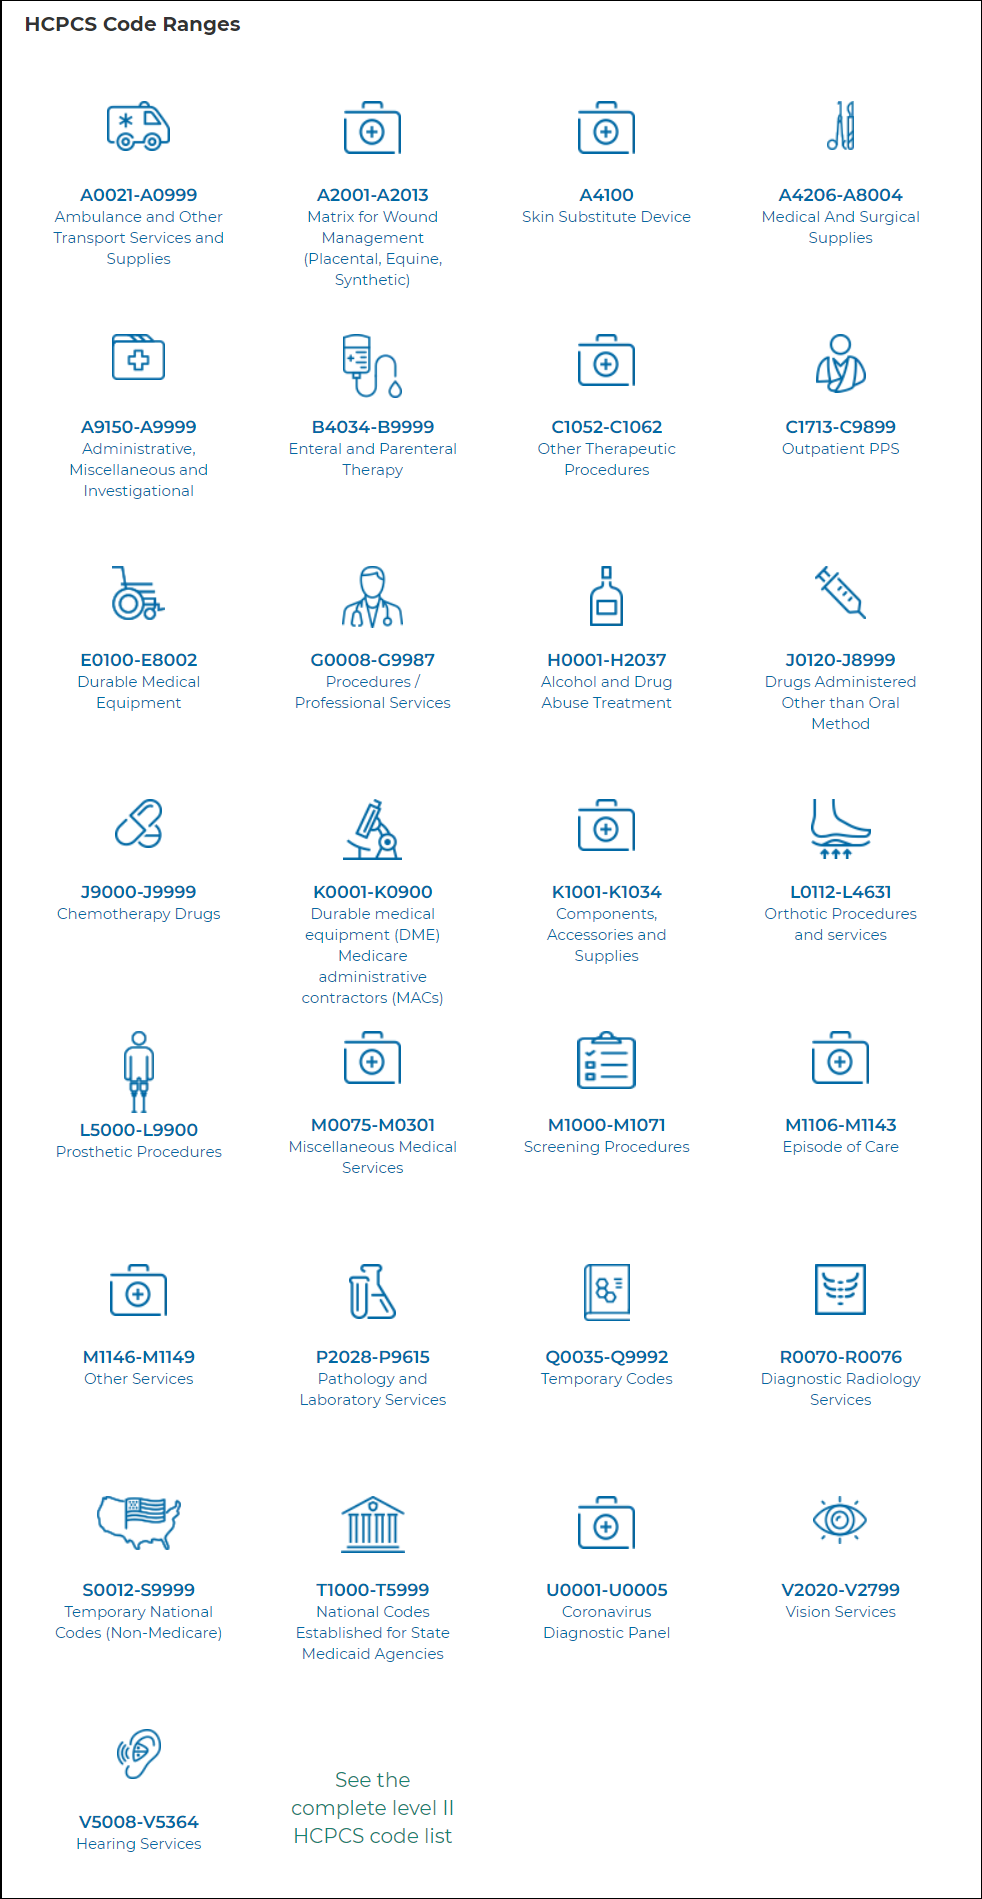 HCPCS Code Ranges
A0021-A0999
Ambulance and Other
Transport Services and
Supplies
A2001-A2013
Matrix for Wound
Management
(Placental, Equine,
Synthetic)
A4100
Skin Substitute Device
A4206-A8004
Medical And Surgical
Supplies
A9150-A9999
Administrative,
Miscellaneous and
Investigational
B4034-B9999
Enteral and Parenteral
Therapy
C1052-C1062
Other Therapeutic
Procedures
C1713-C9899
Outpatient PPS
E0100-E8002
Durable Medical
Equipment
G0008-G9987
Procedures /
Professional Services
H0001-H2037
Alcohol and Drug
Abuse Treatment
J0120-J8999
Drugs Administered
Other than Oral
Method
J9000-J9999
Chemotherapy Drugs
K0001-K0900
Durable medical
equipment (DME)
Medicare
administrative
contractors (MACs)
K1001-K1034
Components,
Accessories and
Supplies
L0112-L4631
Orthotic Procedures
and services
L5000-L9900
Prosthetic Procedures
M0075-M0301
Miscellaneous Medical
Services
M1000-M1071
Screening Procedures
M1106-M1143
Episode of Care
M1146-M1149
Other Services
P2028-P9615
Pathology and
Laboratory Services
Q0035-Q9992
Temporary Codes
R0070-R0076
Diagnostic Radiology
Services
S0012-S9999
Temporary National
Codes (Non-Medicare)
T1000-T5999
National Codes
Established for State
Medicaid Agencies
U0001-U0005
Coronavirus
Diagnostic Panel
V2020-V2799
Vision Services
V5008-V5364
Hearing Services
See the
complete level II
HCPCS code list